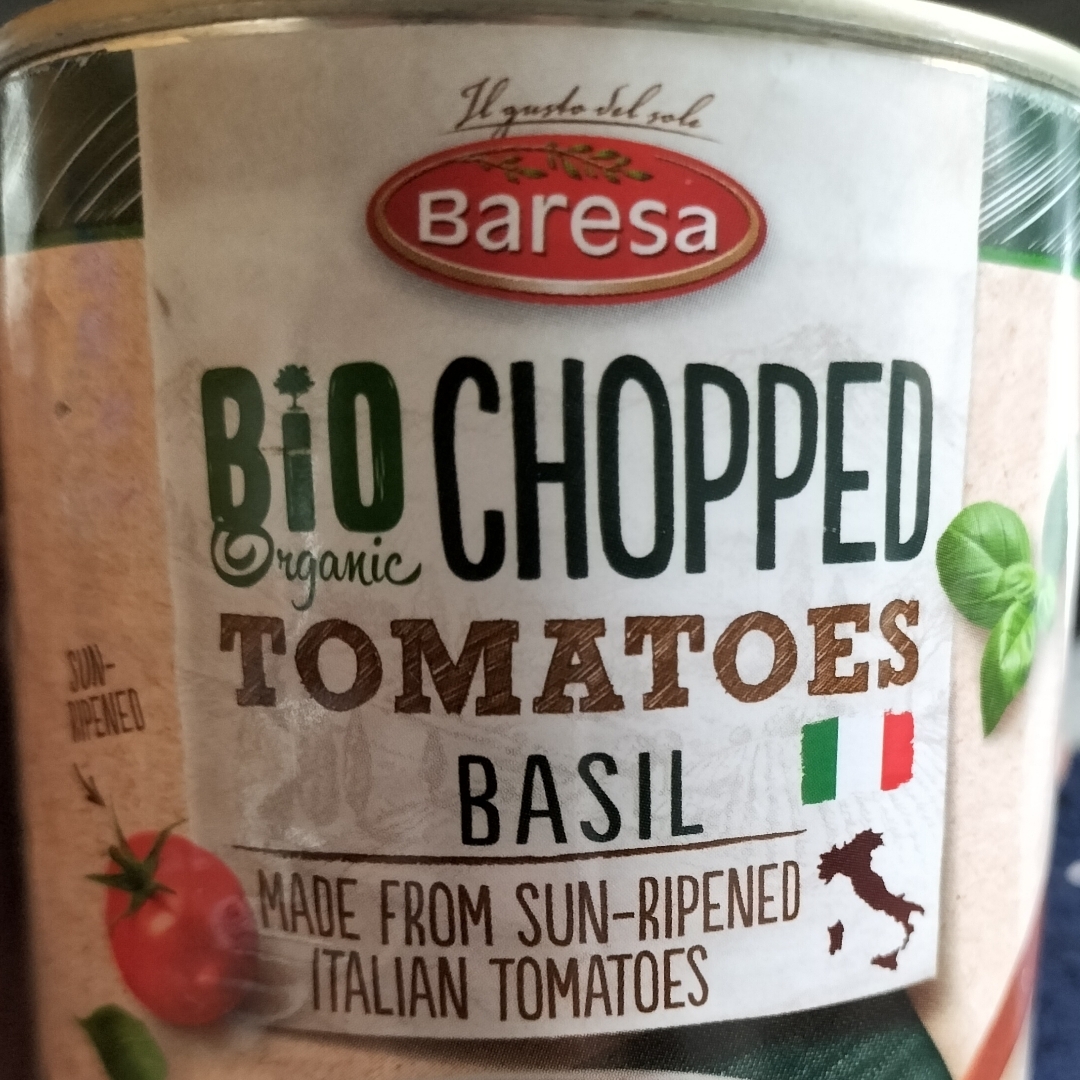 Il gusto del sole
Baresa
BiO CHOPPED
Organic
TOMATOES
SUN-
RIPENED
BASIL
MADE FROM SUN-RIPENED
ITALIAN TOMATOES